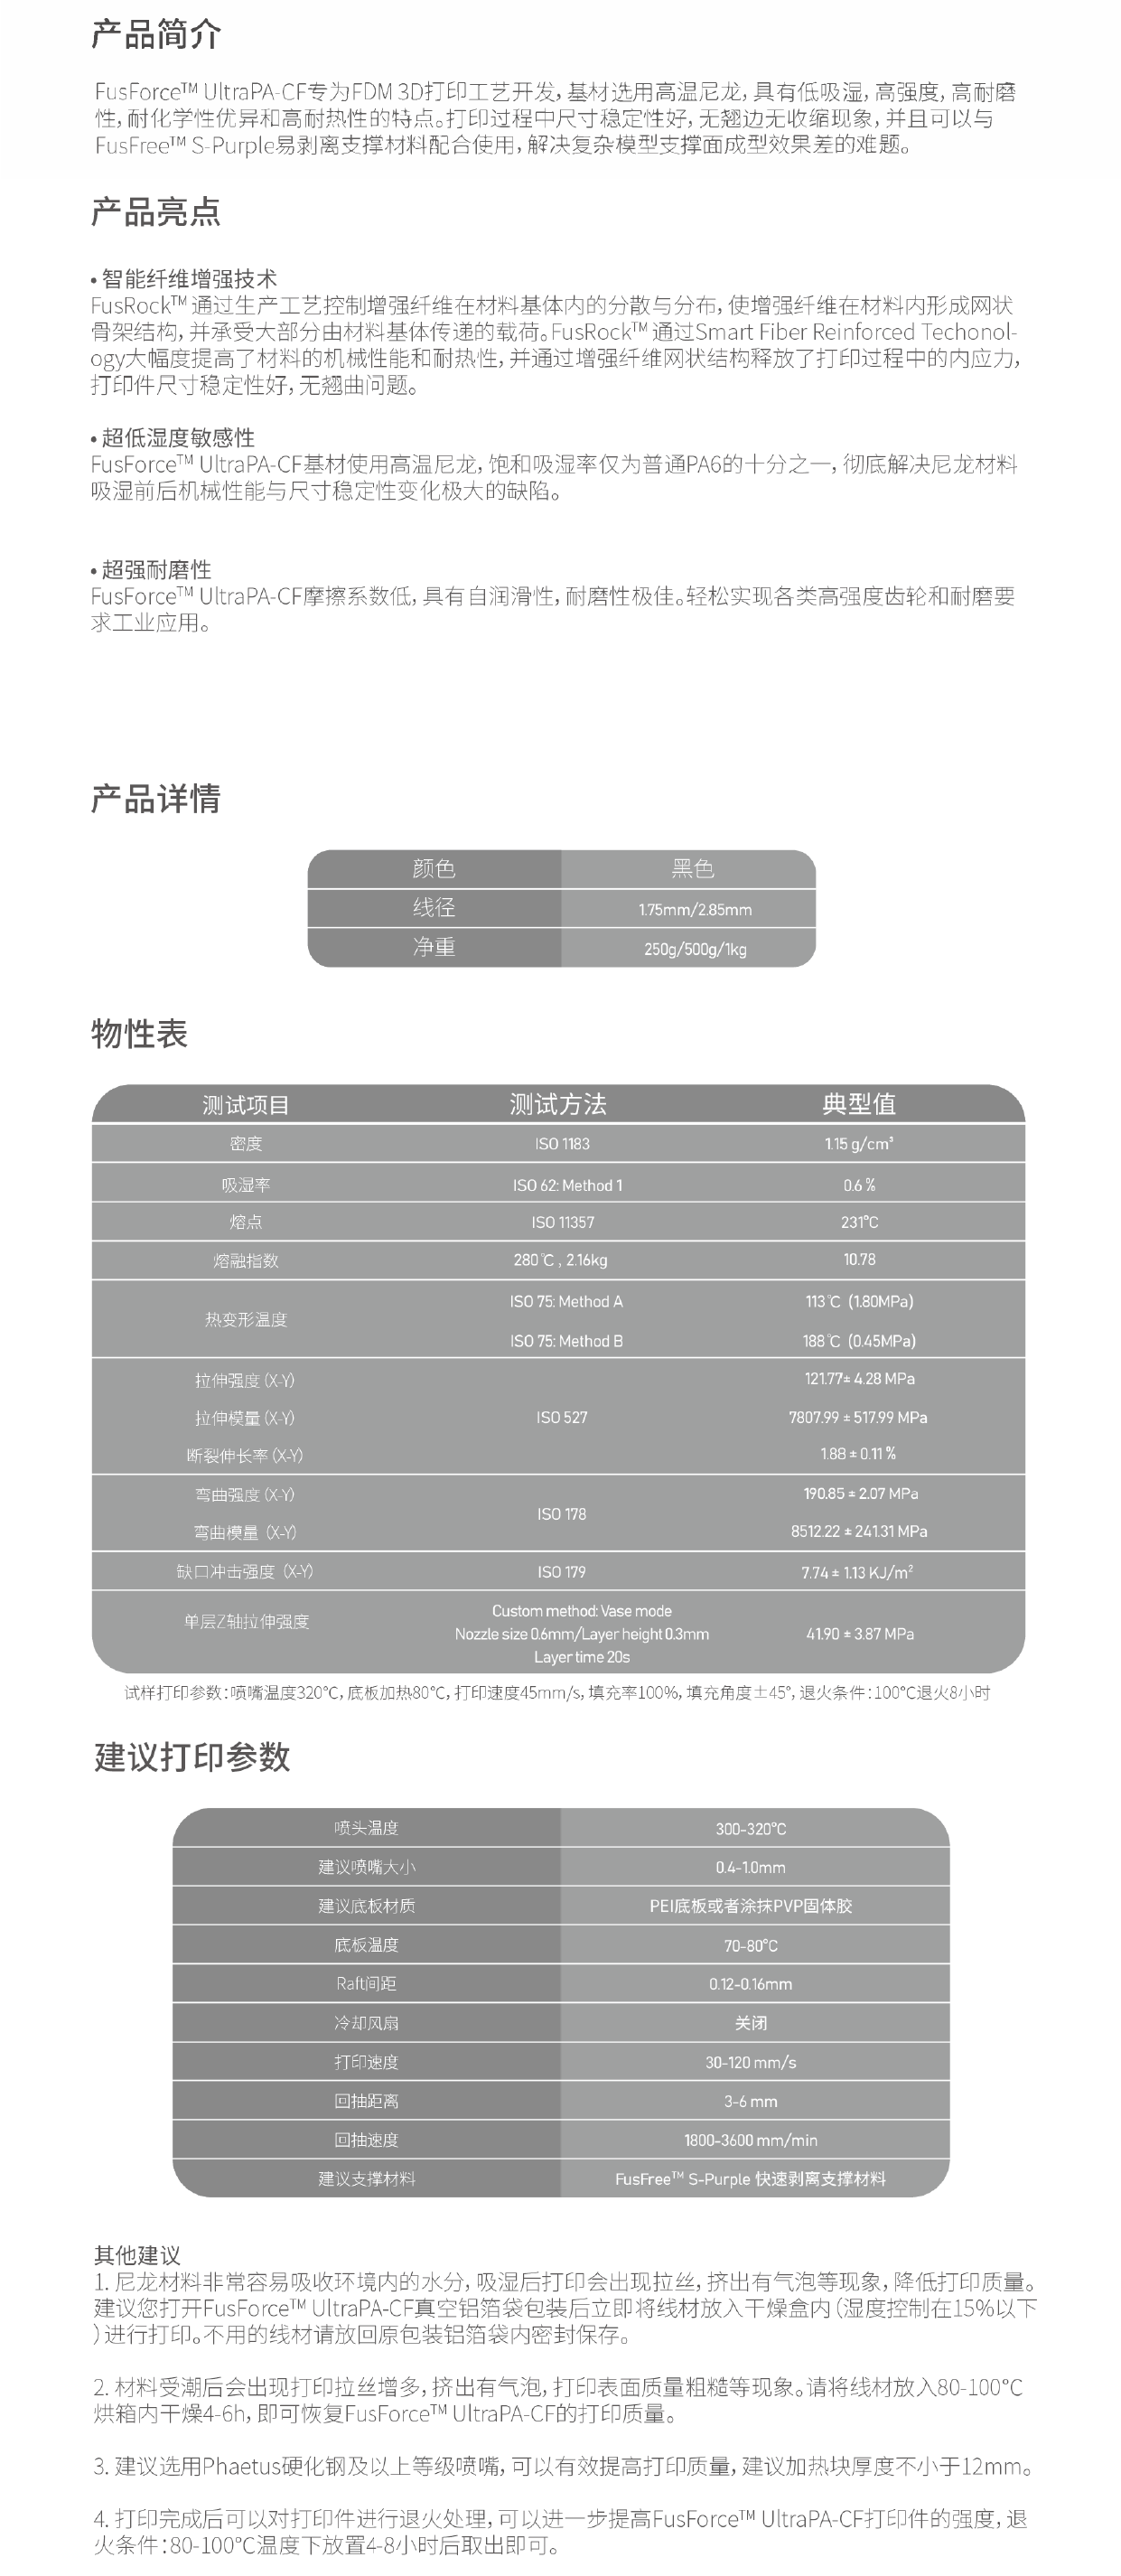 产品简介
FusForce™ UltraPA-CF专为FDM 3D打印工艺开发, 基材选用高温尼龙, 具有低吸湿, 高强度, 高耐磨
性, 耐化学性优异和高耐热性的特点。打印过程中尺寸稳定性好, 无翘边无收缩现象, 并且可以与
FusFree™ S-Purple易剥离支撑材料配合使用, 解决复杂模型支撑面成型效果差的难题。
产品亮点
• 智能纤维增强技术
FusRock™ 通过生产工艺控制增强纤维在材料基体内的分散与分布, 使增强纤维在材料内形成网状
骨架结构, 并承受大部分由材料基体传递的载荷。FusRock™ 通过Smart Fiber Reinforced Techonol-
ogy大幅度提高了材料的机械性能和耐热性, 并通过增强纤维网状结构释放了打印过程中的内应力,
打印件尺寸稳定性好, 无翘曲问题。
• 超低湿度敏感性
FusForce™ UltraPA-CF基材使用高温尼龙, 饱和吸湿率仅为普通PA6的十分之一, 彻底解决尼龙材料
吸湿前后机械性能与尺寸稳定性变化极大的缺陷。
• 超强耐磨性
FusForce™ UltraPA-CF摩擦系数低, 具有自润滑性, 耐磨性极佳。轻松实现各类高强度齿轮和耐磨要
求工业应用。
产品详情
颜色 黑色
线径 1.75mm/2.85mm
净重 250g/500g/1kg
物性表
测试项目 测试方法 典型值
密度 ISO 1183 1.15 g/cm³
吸湿率 ISO 62: Method 1 0.6 %
熔点 ISO 11357 231°C
熔融指数 280℃ , 2.16kg 10.78
热变形温度 ISO 75: Method A 113℃ (1.80MPa)
ISO 75: Method B 188℃ (0.45MPa)
拉伸强度 (X-Y) 121.77± 4.28 MPa
拉伸模量 (X-Y) ISO 527 7807.99 ± 517.99 MPa
断裂伸长率 (X-Y) 1.88 ± 0.11 %
弯曲强度 (X-Y) ISO 178 190.85 ± 2.07 MPa
弯曲模量 (X-Y) 8512.22 ± 241.31 MPa
缺口冲击强度 (X-Y) ISO 179 7.74 ± 1.13 KJ/m²
单层Z轴拉伸强度 Custom method: Vase mode
Nozzle size 0.6mm/Layer height 0.3mm 41.90 ± 3.87 MPa
Layer time 20s
试样打印参数：喷嘴温度320°C, 底板加热80°C, 打印速度45mm/s, 填充率100%, 填充角度±45°, 退火条件：100°C退火8小时
建议打印参数
喷头温度 300-320°C
建议喷嘴大小 0.4-1.0mm
建议底板材质 PEI底板或者涂抹PVP固体胶
底板温度 70-80°C
Raft间距 0.12-0.16mm
冷却风扇 关闭
打印速度 30-120 mm/s
回抽距离 3-6 mm
回抽速度 1800-3600 mm/min
建议支撑材料 FusFree™ S-Purple 快速剥离支撑材料
其他建议
1. 尼龙材料非常容易吸收环境内的水分, 吸湿后打印会出现拉丝, 挤出有气泡等现象, 降低打印质量。
建议您打开FusForce™ UltraPA-CF真空铝箔袋包装后立即将线材放入干燥盒内 (湿度控制在15%以下
) 进行打印。不用的线材请放回原包装铝箔袋内密封保存。
2. 材料受潮后会出现打印拉丝增多, 挤出有气泡, 打印表面质量粗糙等现象。请将线材放入80-100°C
烘箱内干燥4-6h, 即可恢复FusForce™ UltraPA-CF的打印质量。
3. 建议选用Phaetus硬化钢及以上等级喷嘴, 可以有效提高打印质量, 建议加热块厚度不小于12mm。
4. 打印完成后可以对打印件进行退火处理, 可以进一步提高FusForce™ UltraPA-CF打印件的强度, 退
火条件：80-100°C温度下放置4-8小时后取出即可。